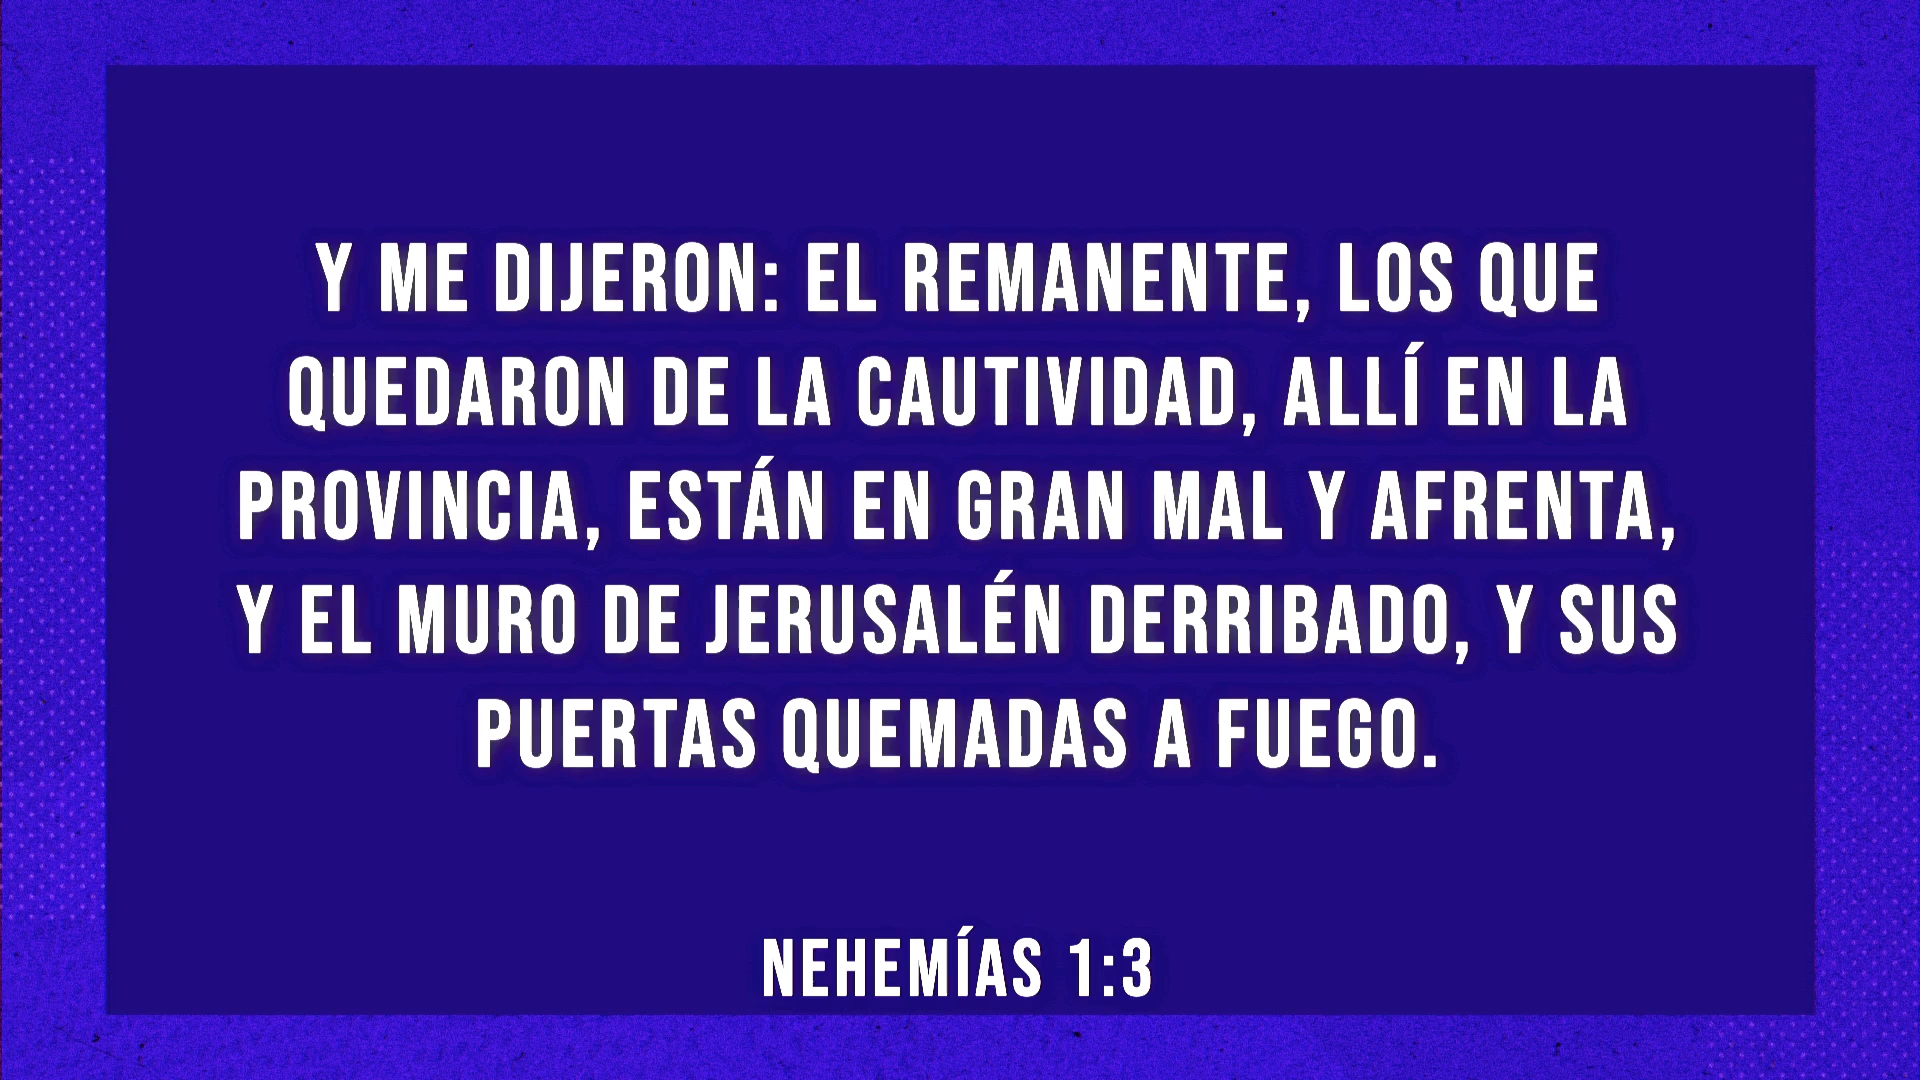 Y ME DIJERON: EL REMANENTE, LOS QUE
QUEDARON DE LA CAUTIVIDAD, ALLÍ EN LA
PROVINCIA, ESTÁN EN GRAN MAL Y AFRENTA,
Y EL MURO DE JERUSALÉN DERRIBADO, Y SUS
PUERTAS QUEMADAS A FUEGO.
NEHEMÍAS 1:3